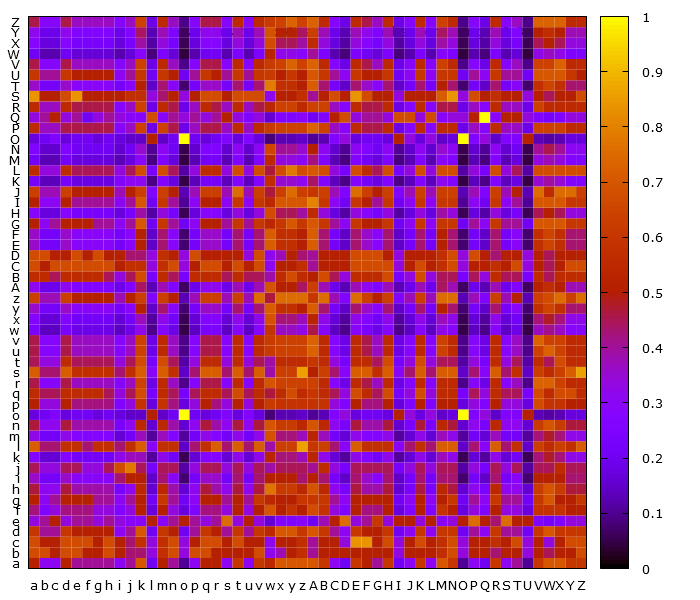 Z
Y
X
W
V
U
T
S
R
Q
P
O
N
M
L
K
J
I
H
G
F
E
D
C
B
A
z
y
x
w
v
u
t
s
r
q
p
o
n
m
l
k
j
i
h
g
f
e
d
c
b
a
a b c d e f g h i j k l m n o p q r s t u v w x y z A B C D E F G H I J K L M N O P Q R S T U V W X Y Z
1
0.9
0.8
0.7
0.6
0.5
0.4
0.3
0.2
0.1
0